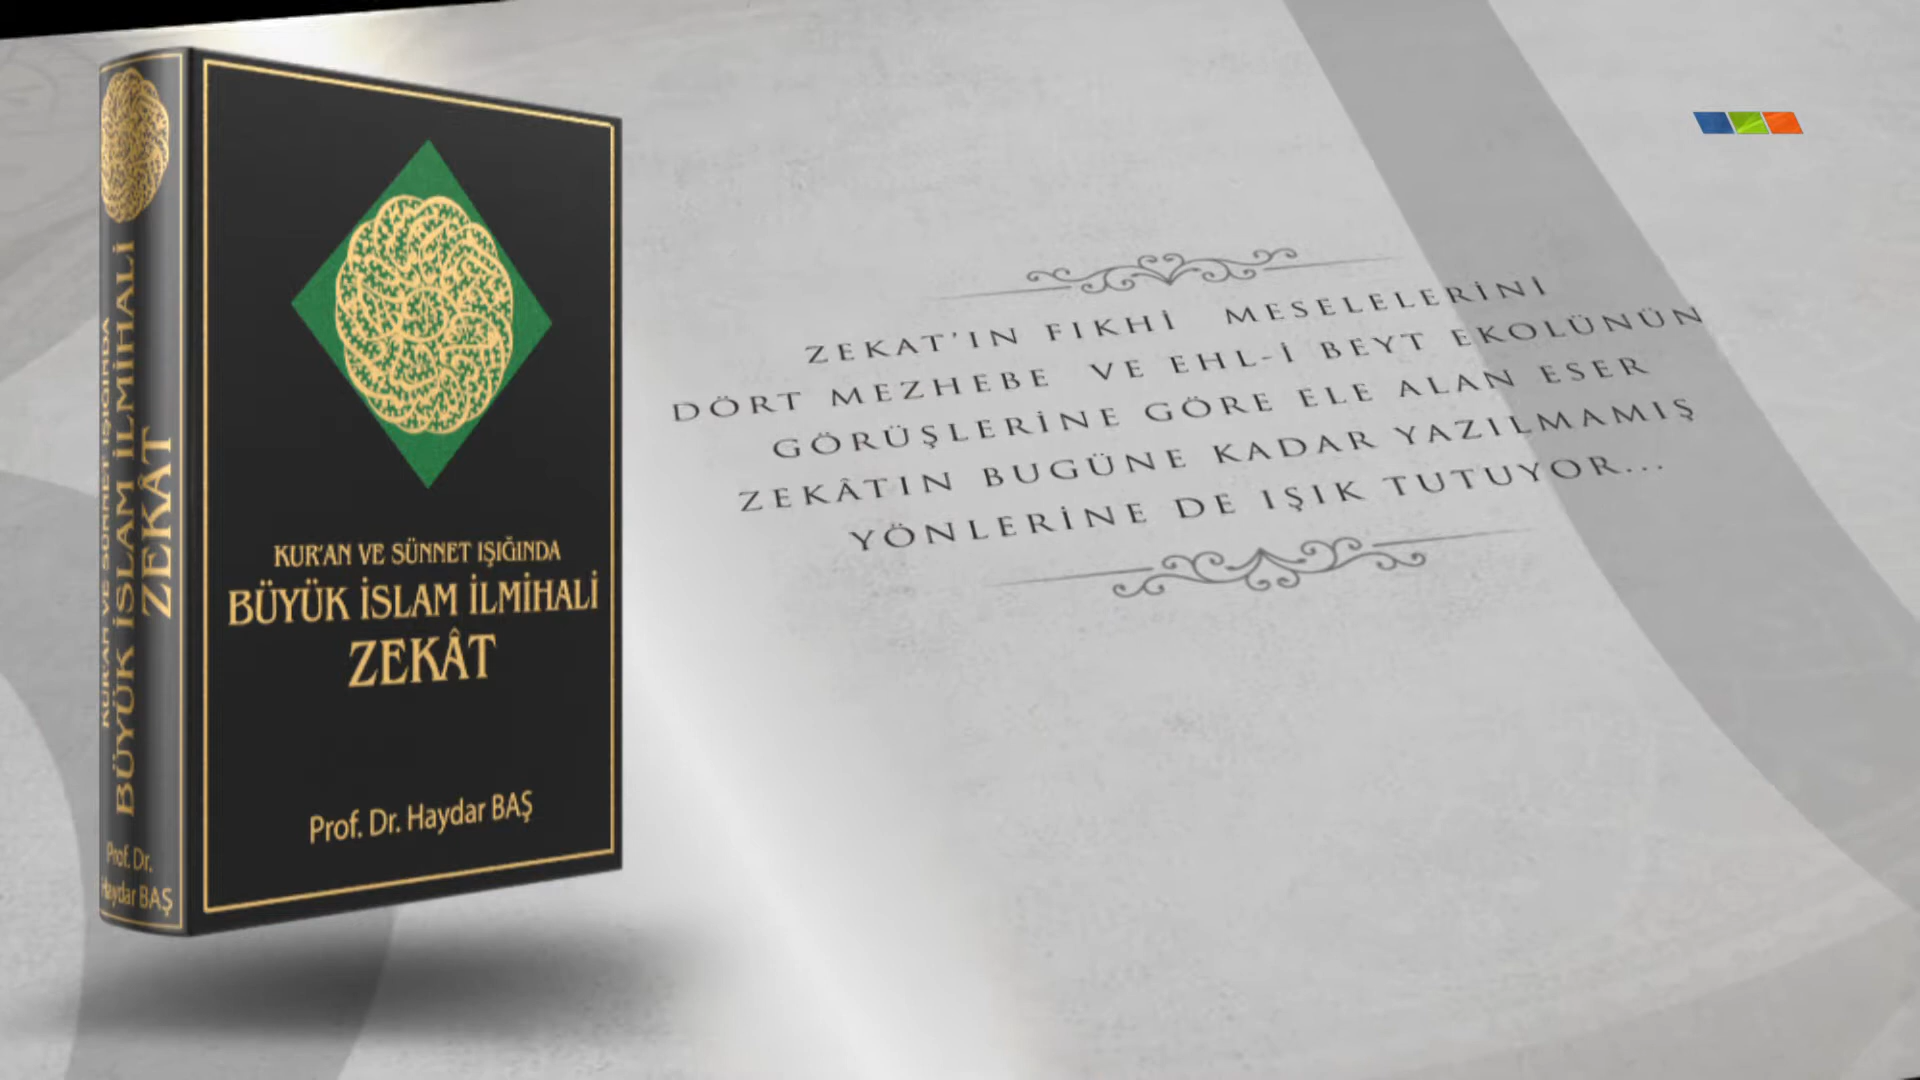 KUR'AN VE SÜNNET IŞIĞINDA
BÜYÜK İSLAM İLMİHALİ
ZEKÂT
Prof. Dr.
Haydar BAŞ
KUR'AN VE SÜNNET IŞIĞINDA
BÜYÜK İSLAM İLMİHALİ
ZEKÂT
Prof. Dr. Haydar BAŞ
ZEKAT'IN FIKHİ MESELELERİNİ
DÖRT MEZHEBE VE EHL-İ BEYT EKOLÜNÜN
GÖRÜŞLERİNE GÖRE ELE ALAN ESER
ZEKÂTIN BUGÜNE KADAR YAZILMAMIŞ
YÖNLERİNE DE IŞIK TUTUYOR...